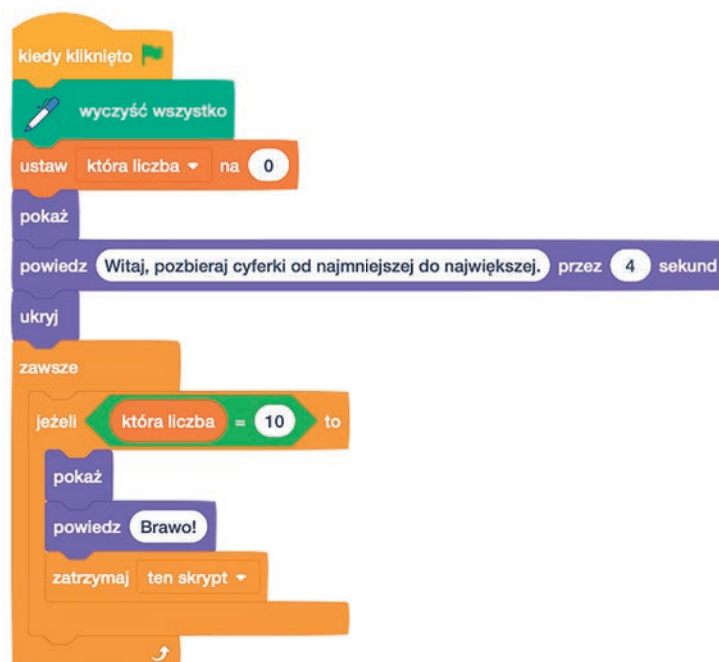 kiedy kliknięto
wyczyść wszystko
ustaw która liczba na 0
pokaż
powiedz Witaj, pozbieraj cyferki od najmniejszej do największej. przez 4 sekund
ukryj
zawsze
jeżeli która liczba = 10 to
pokaż
powiedz Brawo!
zatrzymaj ten skrypt